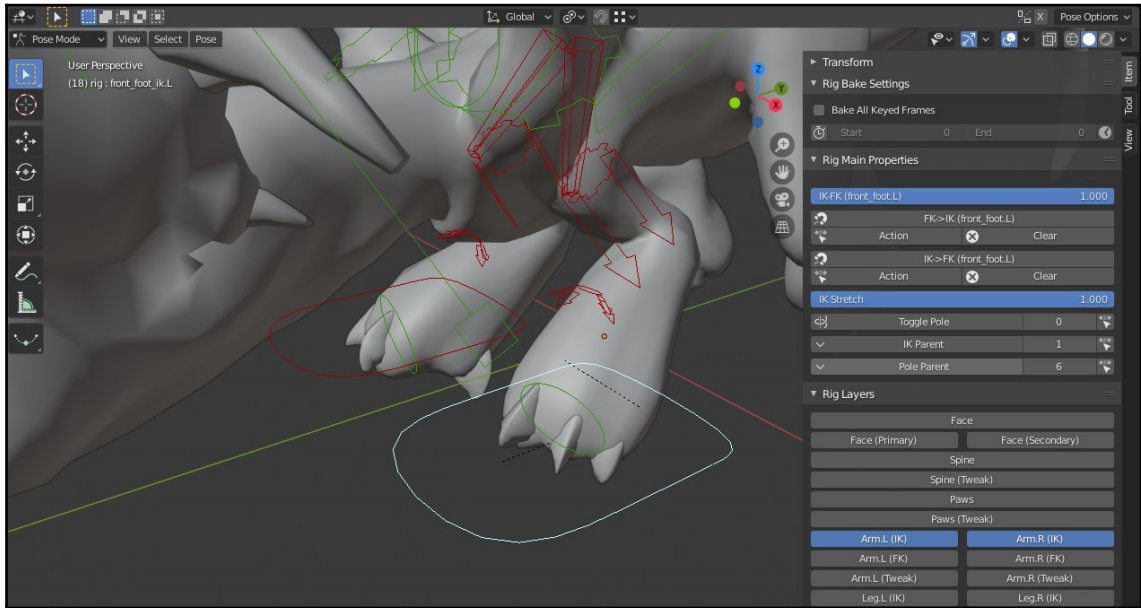 Global
Pose Options
Pose Mode View Select Pose
User Perspective
(18) rig : front_foot_ik.L
Z
Y
X
Transform
Rig Bake Settings
Bake All Keyed Frames
Start 0 End 0
Rig Main Properties
IK-FK (front_foot.L) 1.000
FK->IK (front_foot.L)
Action Clear
IK->FK (front_foot.L)
Action Clear
IK Stretch 1.000
Toggle Pole 0
IK Parent 1
Pole Parent 6
Rig Layers
Face
Face (Primary) Face (Secondary)
Spine
Spine (Tweak)
Paws
Paws (Tweak)
Arm.L (IK) Arm.R (IK)
Arm.L (FK) Arm.R (FK)
Arm.L (Tweak) Arm.R (Tweak)
Leg.L (IK) Leg.R (IK)
Item
Tool
View